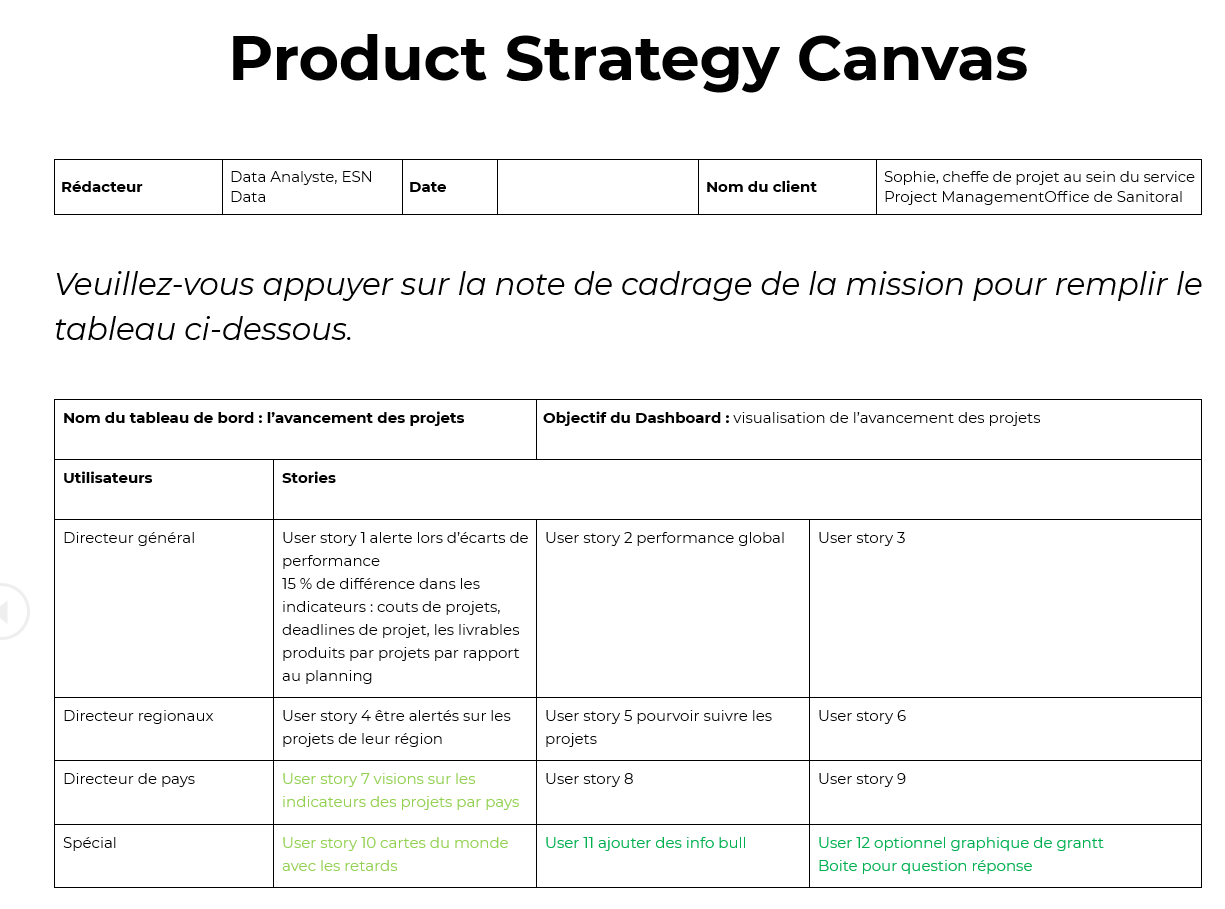 Product Strategy Canvas
Rédacteur
Data Analyste, ESN
Data
Date
Nom du client
Sophie, cheffe de projet au sein du service
Project ManagementOffice de Sanitoral
Veuillez-vous appuyer sur la note de cadrage de la mission pour remplir le
tableau ci-dessous.
Nom du tableau de bord : l’avancement des projets
Objectif du Dashboard : visualisation de l’avancement des projets
Utilisateurs
Stories
Directeur général
User story 1 alerte lors d’écarts de
performance
15 % de différence dans les
indicateurs : couts de projets,
deadlines de projet, les livrables
produits par projets par rapport
au planning
User story 2 performance global
User story 3
Directeur regionaux
User story 4 être alertés sur les
projets de leur région
User story 5 pourvoir suivre les
projets
User story 6
Directeur de pays
User story 7 visions sur les
indicateurs des projets par pays
User story 8
User story 9
Spécial
User story 10 cartes du monde
avec les retards
User 11 ajouter des info bull
User 12 optionnel graphique de grantt
Boite pour question réponse